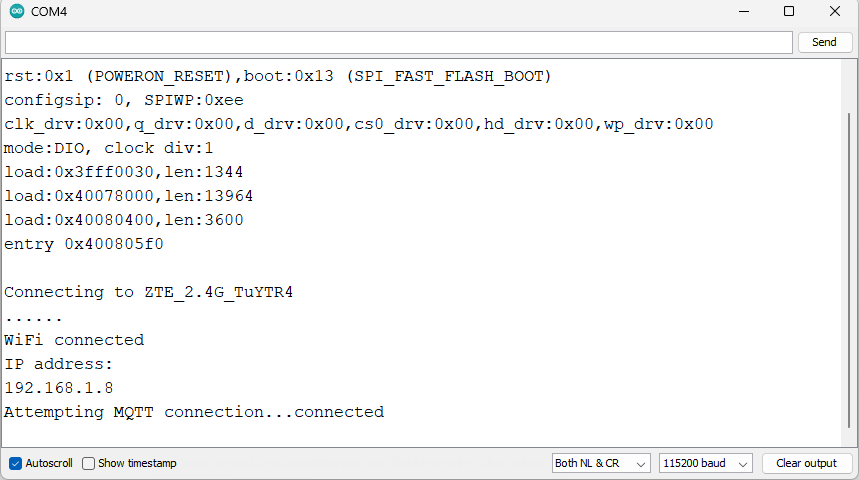 COM4
Send
rst:0x1 (POWERON_RESET),boot:0x13 (SPI_FAST_FLASH_BOOT)
configsip: 0, SPIWP:0xee
clk_drv:0x00,q_drv:0x00,d_drv:0x00,cs0_drv:0x00,hd_drv:0x00,wp_drv:0x00
mode:DIO, clock div:1
load:0x3fff0030,len:1344
load:0x40078000,len:13964
load:0x40080400,len:3600
entry 0x400805f0
Connecting to ZTE_2.4G_TuYTR4
......
WiFi connected
IP address:
192.168.1.8
Attempting MQTT connection...connected
Autoscroll Show timestamp Both NL & CR 115200 baud Clear output